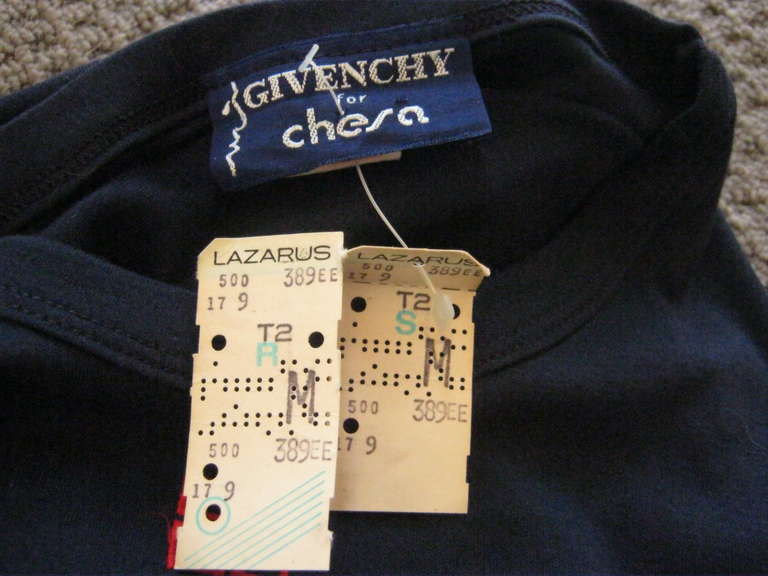 GIVENCHY
for
chesa
LAZARUS
500 389EE
17 9
T2
R
M
500 389EE
17 9
LAZARUS
500 389EE
17 9
T2
S
M
500 389EE
17 9